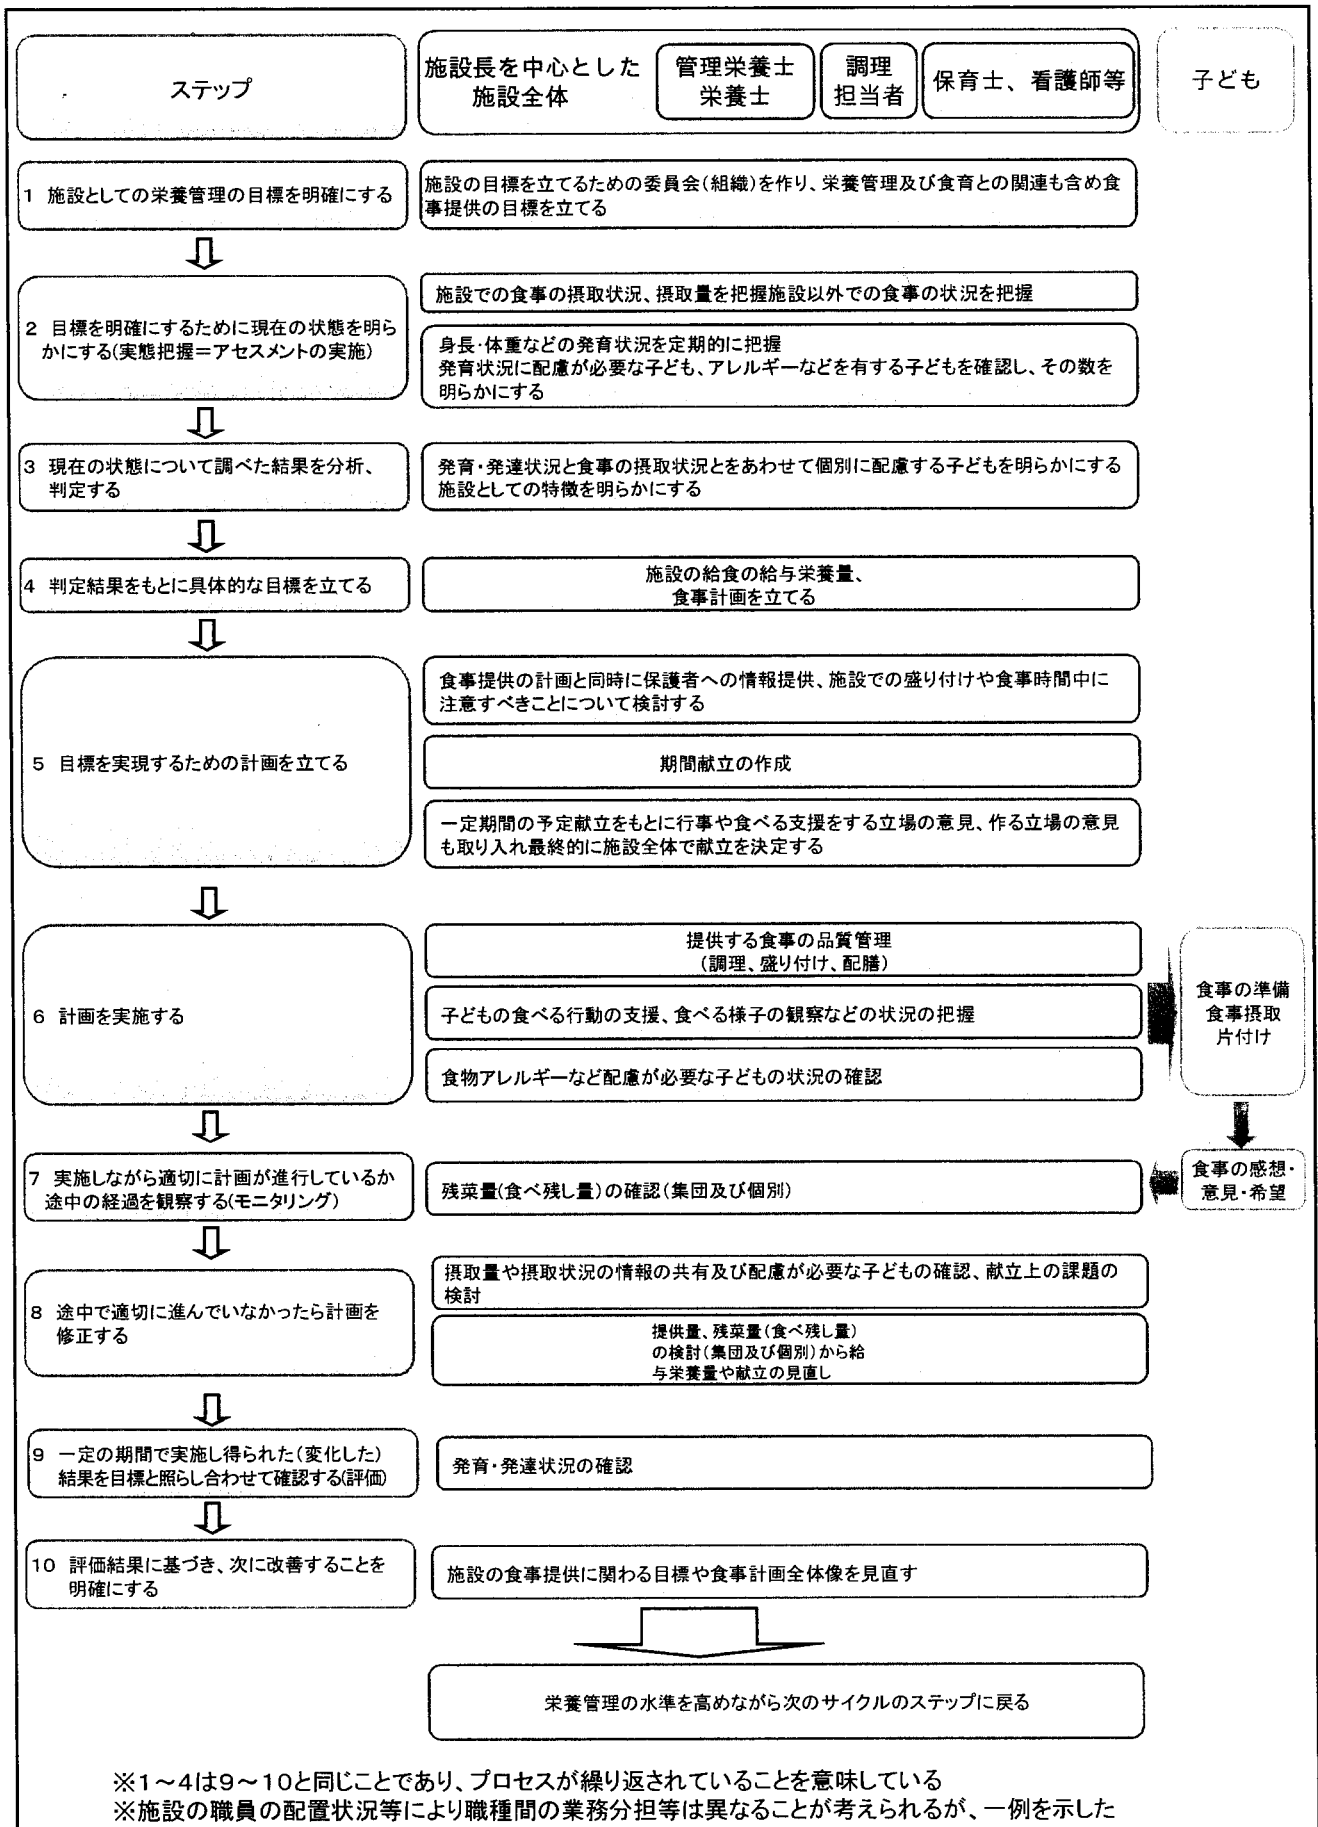 ステップ
施設長を中心とした
施設全体
管理栄養士
栄養士
調理
担当者
保育士、看護師等
子ども
1 施設としての栄養管理の目標を明確にする
施設の目標を立てるための委員会(組織)を作り、栄養管理及び食育との関連も含め食
事提供の目標を立てる
2 目標を明確にするために現在の状態を明ら
かにする(実態把握=アセスメントの実施)
施設での食事の摂取状況、摂取量を把握施設以外での食事の状況を把握
身長・体重などの発育状況を定期的に把握
発育状況に配慮が必要な子ども、アレルギーなどを有する子どもを確認し、その数を
明らかにする
3 現在の状態について調べた結果を分析、
判定する
発育・発達状況と食事の摂取状況とをあわせて個別に配慮する子どもを明らかにする
施設としての特徴を明らかにする
4 判定結果をもとに具体的な目標を立てる
施設の給食の給与栄養量、
食事計画を立てる
5 目標を実現するための計画を立てる
食事提供の計画と同時に保護者への情報提供、施設での盛り付けや食事時間中に
注意すべきことについて検討する
期間献立の作成
一定期間の予定献立をもとに行事や食べる支援をする立場の意見、作る立場の意見
も取り入れ最終的に施設全体で献立を決定する
6 計画を実施する
提供する食事の品質管理
(調理、盛り付け、配膳)
子どもの食べる行動の支援、食べる様子の観察などの状況の把握
食物アレルギーなど配慮が必要な子どもの状況の確認
食事の準備
食事摂取
片付け
7 実施しながら適切に計画が進行しているか
途中の経過を観察する(モニタリング)
残菜量(食べ残し量)の確認(集団及び個別)
食事の感想・
意見・希望
8 途中で適切に進んでいなかったら計画を
修正する
摂取量や摂取状況の情報の共有及び配慮が必要な子どもの確認、献立上の課題の
検討
提供量、残菜量(食べ残し量)
の検討(集団及び個別)から給
与栄養量や献立の見直し
9 一定の期間で実施し得られた(変化した)
結果を目標と照らし合わせて確認する(評価)
発育・発達状況の確認
10 評価結果に基づき、次に改善することを
明確にする
施設の食事提供に関わる目標や食事計画全体像を見直す
栄養管理の水準を高めながら次のサイクルのステップに戻る
※1~4は9~10と同じことであり、プロセスが繰り返されていることを意味している
※施設の職員の配置状況等により職種間の業務分担等は異なることが考えられるが、一例を示した